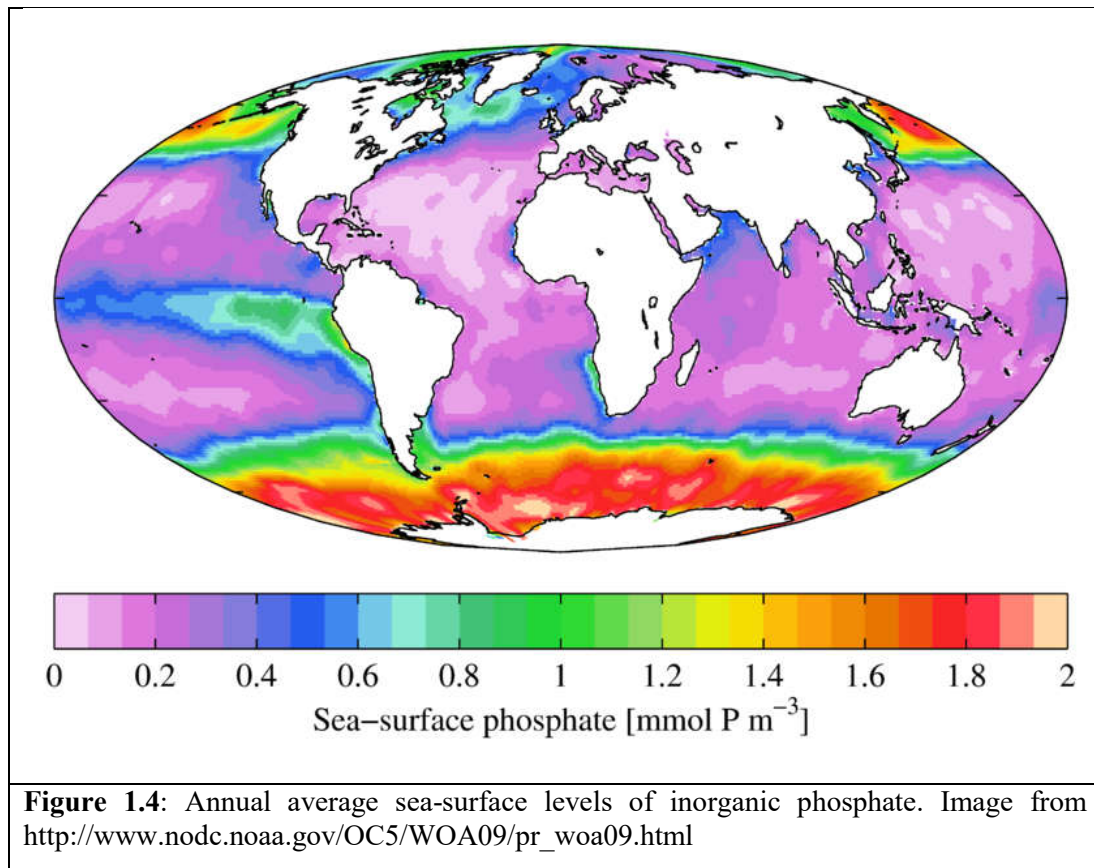 0 0.2 0.4 0.6 0.8 1 1.2 1.4 1.6 1.8 2
Sea−surface phosphate [mmol P m−3]
Figure 1.4: Annual average sea-surface levels of inorganic phosphate. Image from
http://www.nodc.noaa.gov/OC5/WOA09/pr_woa09.html